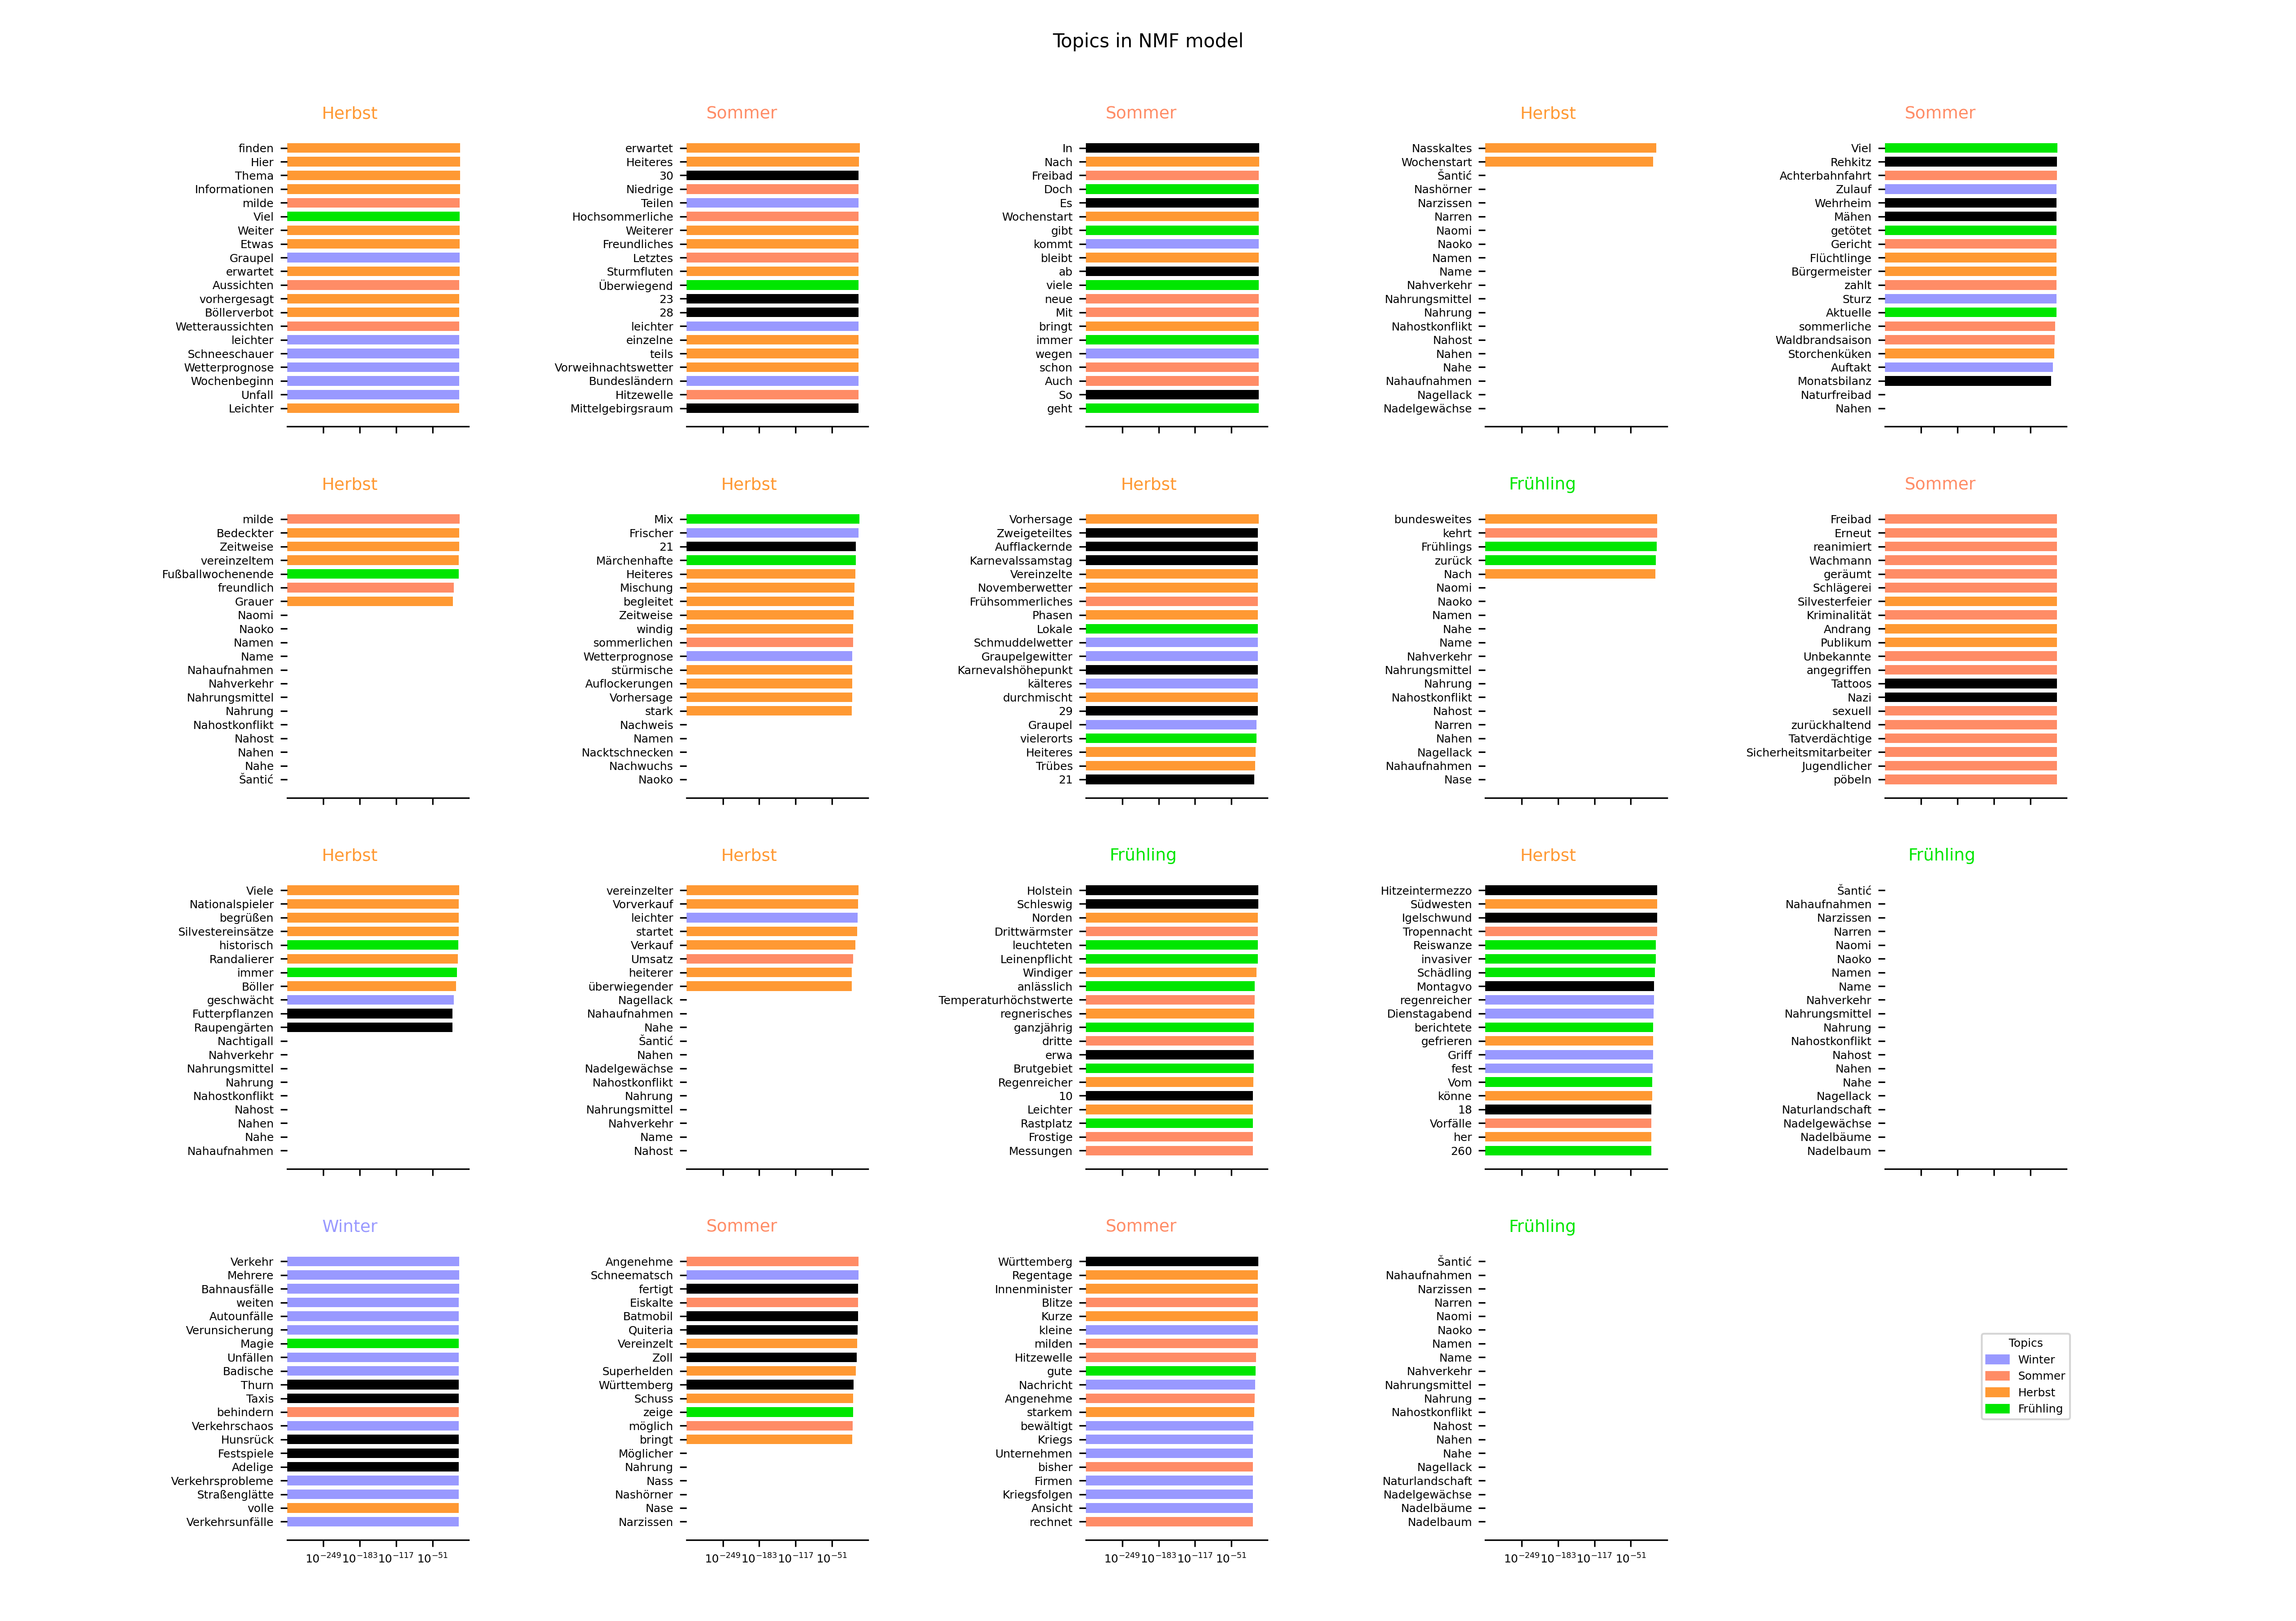 Topics in NMF model
Herbst
finden
Hier
Thema
Informationen
milde
Viel
Weiter
Etwas
Graupel
erwartet
Aussichten
vorhergesagt
Böllerverbot
Wetteraussichten
leichter
Schneeschauer
Wetterprognose
Wochenbeginn
Unfall
Leichter
Sommer
erwartet
Heiteres
30
Niedrige
Teilen
Hochsommerliche
Weiterer
Freundliches
Letztes
Sturmfluten
Überwiegend
23
28
leichter
einzelne
teils
Vorweihnachtswetter
Bundesländern
Hitzewelle
Mittelgebirgsraum
Sommer
In
Nach
Freibad
Doch
Es
Wochenstart
gibt
kommt
bleibt
ab
viele
neue
Mit
bringt
immer
wegen
schon
Auch
So
geht
Herbst
Nasskaltes
Wochenstart
Šantić
Nashörner
Narzissen
Narren
Naomi
Naoko
Namen
Name
Nahverkehr
Nahrungsmittel
Nahrung
Nahostkonflikt
Nahost
Nahen
Nahe
Nahaufnahmen
Nagellack
Nadelgewächse
Sommer
Viel
Rehkitz
Achterbahnfahrt
Zulauf
Wehrheim
Mähen
getötet
Gericht
Flüchtlinge
Bürgermeister
zahlt
Sturz
Aktuelle
sommerliche
Waldbrandsaison
Storchenküken
Auftakt
Monatsbilanz
Naturfreibad
Nahen
Herbst
milde
Bedeckter
Zeitweise
vereinzeltem
Fußballwochenende
freundlich
Grauer
Naomi
Naoko
Namen
Name
Nahaufnahmen
Nahverkehr
Nahrungsmittel
Nahrung
Nahostkonflikt
Nahost
Nahen
Nahe
Šantić
Herbst
Mix
Frischer
21
Märchenhafte
Heiteres
Mischung
begleitet
Zeitweise
windig
sommerlichen
Wetterprognose
stürmische
Auflockerungen
Vorhersage
stark
Nachweis
Namen
Nacktschnecken
Nachwuchs
Naoko
Herbst
Vorhersage
Zweigeteiltes
Aufflackernde
Karnevalssamstag
Vereinzelte
Novemberwetter
Frühsommerliches
Phasen
Lokale
Schmuddelwetter
Graupelgewitter
Karnevalshöhepunkt
kälteres
durchmischt
29
Graupel
vielerorts
Heiteres
Trübes
21
Frühling
bundesweites
kehrt
Frühlings
zurück
Nach
Naomi
Naoko
Namen
Nahe
Name
Nahverkehr
Nahrungsmittel
Nahrung
Nahostkonflikt
Nahost
Narren
Nahen
Nagellack
Nahaufnahmen
Nase
Sommer
Freibad
Erneut
reanimiert
Wachmann
geräumt
Schlägerei
Silvesterfeier
Kriminalität
Andrang
Publikum
Unbekannte
angegriffen
Tattoos
Nazi
sexuell
zurückhaltend
Tatverdächtige
Sicherheitsmitarbeiter
Jugendlicher
pöbeln
Herbst
Viele
Nationalspieler
begrüßen
Silvestereinsätze
historisch
Randalierer
immer
Böller
geschwächt
Futterpflanzen
Raupengärten
Nachtigall
Nahverkehr
Nahrungsmittel
Nahrung
Nahostkonflikt
Nahost
Nahen
Nahe
Nahaufnahmen
Herbst
vereinzelter
Vorverkauf
leichter
startet
Verkauf
Umsatz
heiterer
überwiegender
Nagellack
Nahaufnahmen
Nahe
Šantić
Nahen
Nadelgewächse
Nahostkonflikt
Nahrung
Nahrungsmittel
Nahverkehr
Name
Nahost
Frühling
Holstein
Schleswig
Norden
Drittwärmster
leuchteten
Leinenpflicht
Windiger
anlässlich
Temperaturhöchstwerte
regnerisches
ganzjährig
dritte
erwa
Brutgebiet
Regenreicher
10
Leichter
Rastplatz
Frostige
Messungen
Herbst
Hitzeintermezzo
Südwesten
Igelschwund
Tropennacht
Reiswanze
invasiver
Schädling
Montagvo
regenreicher
Dienstagabend
berichtete
gefrieren
Griff
fest
Vom
könne
18
Vorfälle
her
260
Frühling
Šantić
Nahaufnahmen
Narzissen
Narren
Naomi
Naoko
Namen
Name
Nahverkehr
Nahrungsmittel
Nahrung
Nahostkonflikt
Nahost
Nahen
Nahe
Nagellack
Naturlandschaft
Nadelgewächse
Nadelbäume
Nadelbaum
Winter
Verkehr
Mehrere
Bahnausfälle
weiten
Autounfälle
Verunsicherung
Magie
Unfällen
Badische
Thurn
Taxis
behindern
Verkehrschaos
Hunsrück
Festspiele
Adelige
Verkehrsprobleme
Straßenglätte
volle
Verkehrsunfälle
10^-249 10^-183 10^-117 10^-51
Sommer
Angenehme
Schneematsch
fertigt
Eiskalte
Batmobil
Quiteria
Vereinzelt
Zoll
Superhelden
Württemberg
Schuss
zeige
möglich
bringt
Möglicher
Nahrung
Nass
Nashörner
Nase
Narzissen
10^-249 10^-183 10^-117 10^-51
Sommer
Württemberg
Regentage
Innenminister
Blitze
Kurze
kleine
milden
Hitzewelle
gute
Nachricht
Angenehme
starkem
bewältigt
Kriegs
Unternehmen
bisher
Firmen
Kriegsfolgen
Ansicht
rechnet
10^-249 10^-183 10^-117 10^-51
Frühling
Šantić
Nahaufnahmen
Narzissen
Narren
Naomi
Naoko
Namen
Name
Nahverkehr
Nahrungsmittel
Nahrung
Nahostkonflikt
Nahost
Nahen
Nahe
Nagellack
Naturlandschaft
Nadelgewächse
Nadelbäume
Nadelbaum
10^-249 10^-183 10^-117 10^-51
Topics
Winter
Sommer
Herbst
Frühling